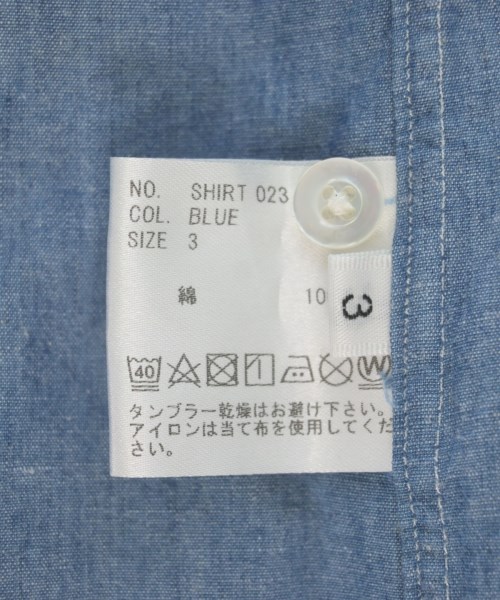 NO. SHIRT 023
COL. BLUE
SIZE 3
綿 10
3
40
W
タンブラー乾燥はお避け下さい。
アイロンは当て布を使用してくだ
さい。